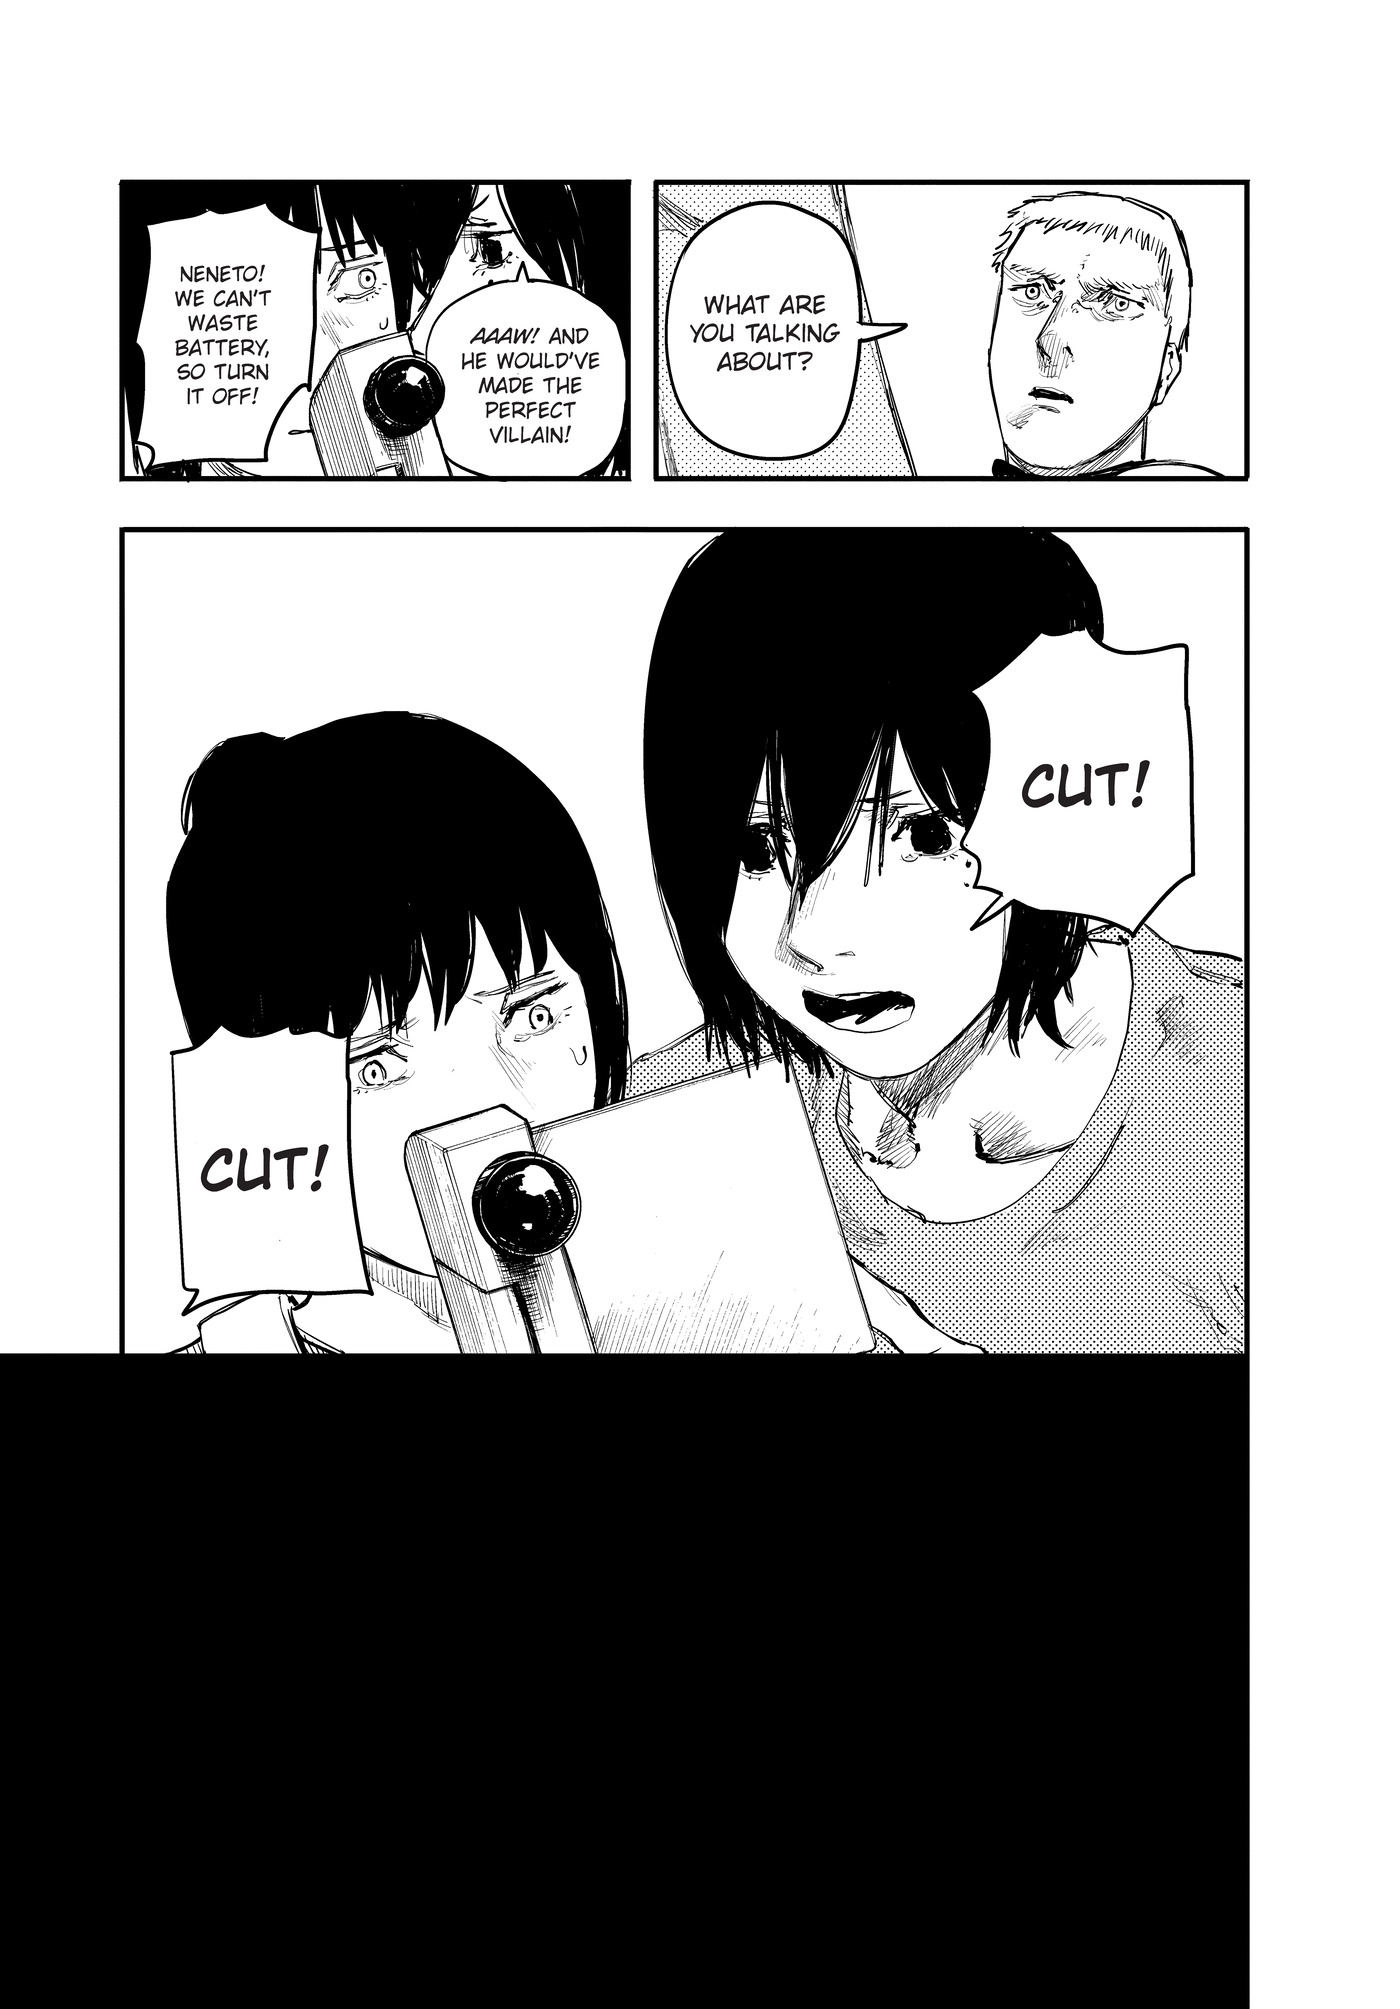 WHAT ARE
YOU TALKING
ABOUT?
AAAW! AND
HE WOULD'VE
MADE THE
PERFECT
VILLAIN!
NENETO!
WE CAN'T
WASTE
BATTERY,
SO TURN
IT OFF!
CUT!
CUT!